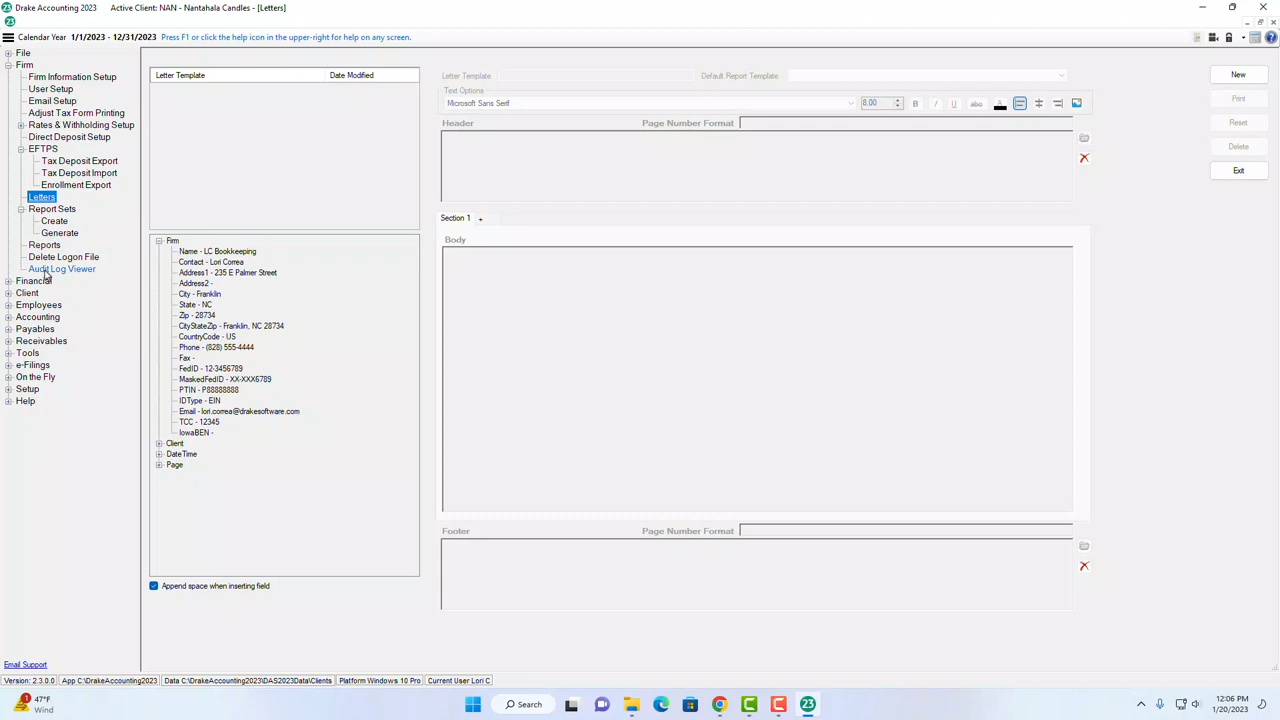 Drake Accounting 2023 Active Client: NAN - Nantahala Candles - [Letters]
Calendar Year 1/1/2023 - 12/31/2023 Press F1 or click the help icon in the upper-right for help on any screen.
File
Firm
Firm Information Setup
User Setup
Email Setup
Adjust Tax Form Printing
Rates & Withholding Setup
Direct Deposit Setup
EFTPS
Tax Deposit Export
Tax Deposit Import
Enrollment Export
Letters
Report Sets
Create
Generate
Reports
Delete Logon File
Audit Log Viewer
Financial
Client
Employees
Accounting
Payables
Receivables
Tools
e-Filings
On the Fly
Setup
Help
Email Support
Letter Template Date Modified
Firm
Name - LC Bookkeeping
Contact - Lori Correa
Address1 - 235 E Palmer Street
Address2 -
City - Franklin
State - NC
Zip - 28734
CityStateZip - Franklin, NC 28734
CountryCode - US
Phone - (828) 555-4444
Fax -
FedID - 12-3456789
MaskedFedID - XX-XXX6789
PTIN - P88888888
IDType - EIN
Email - lori.correa@drakesoftware.com
TCC - 12345
IowaBEN -
Client
DateTime
Page
Append space when inserting field
Letter Template Default Report Template
Text Options
Microsoft Sans Serif 8.00 B I U abc A
Header Page Number Format
Section 1 +
Body
Footer Page Number Format
New
Print
Reset
Delete
Exit
Version: 2.3.0.0 App C:\DrakeAccounting2023 Data C:\DrakeAccounting2023\DAS2023Data\Clients Platform Windows 10 Pro Current User Lori C
47°F
Wind
Search
23
12:06 PM
1/20/2023